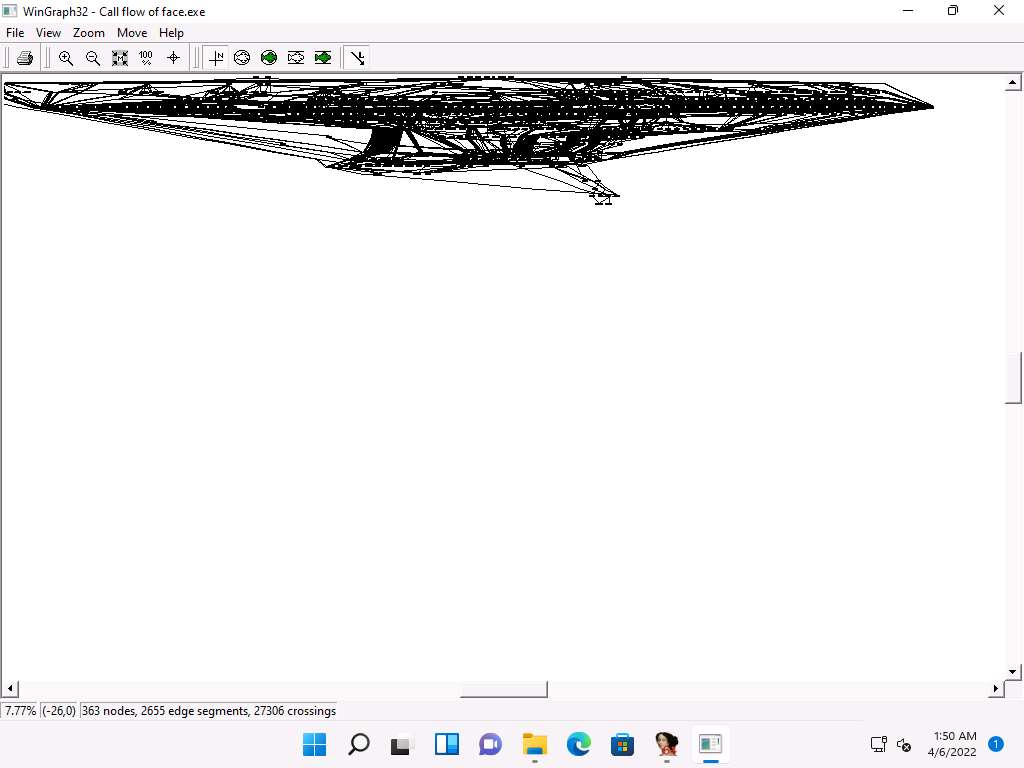 WinGraph32 - Call flow of face.exe
File View Zoom Move Help
100 %
N
7.77% (-26,0) 363 nodes, 2655 edge segments, 27306 crossings
1:50 AM
4/6/2022
1